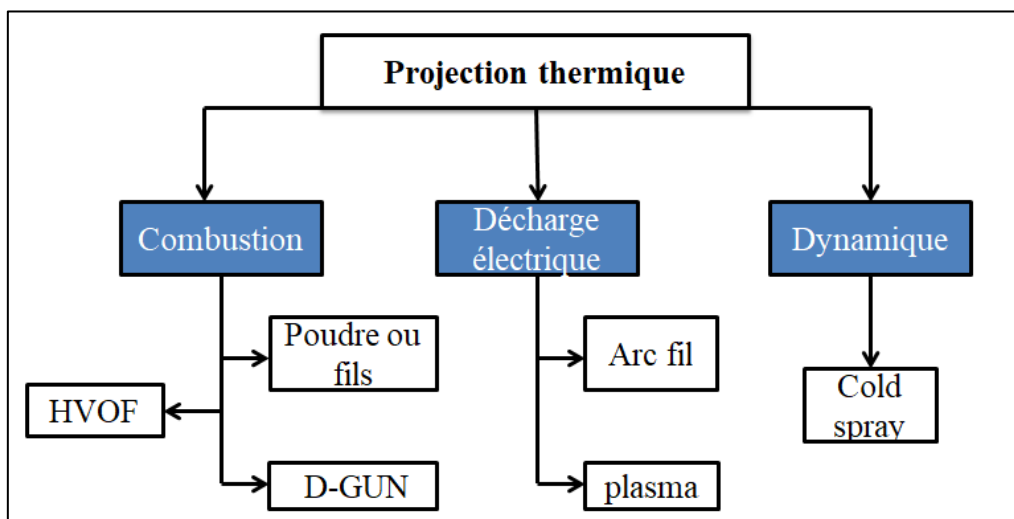 Projection thermique
Combustion
Décharge
électrique
Dynamique
Poudre ou
fils
HVOF
D-GUN
Arc fil
plasma
Cold
spray